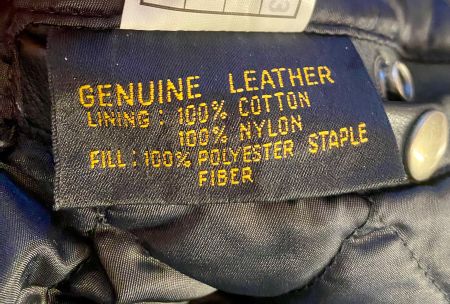 GENUINE LEATHER
LINING: 100% COTTON
100% NYLON
FILL: 100% POLYESTER STAPLE
FIBER